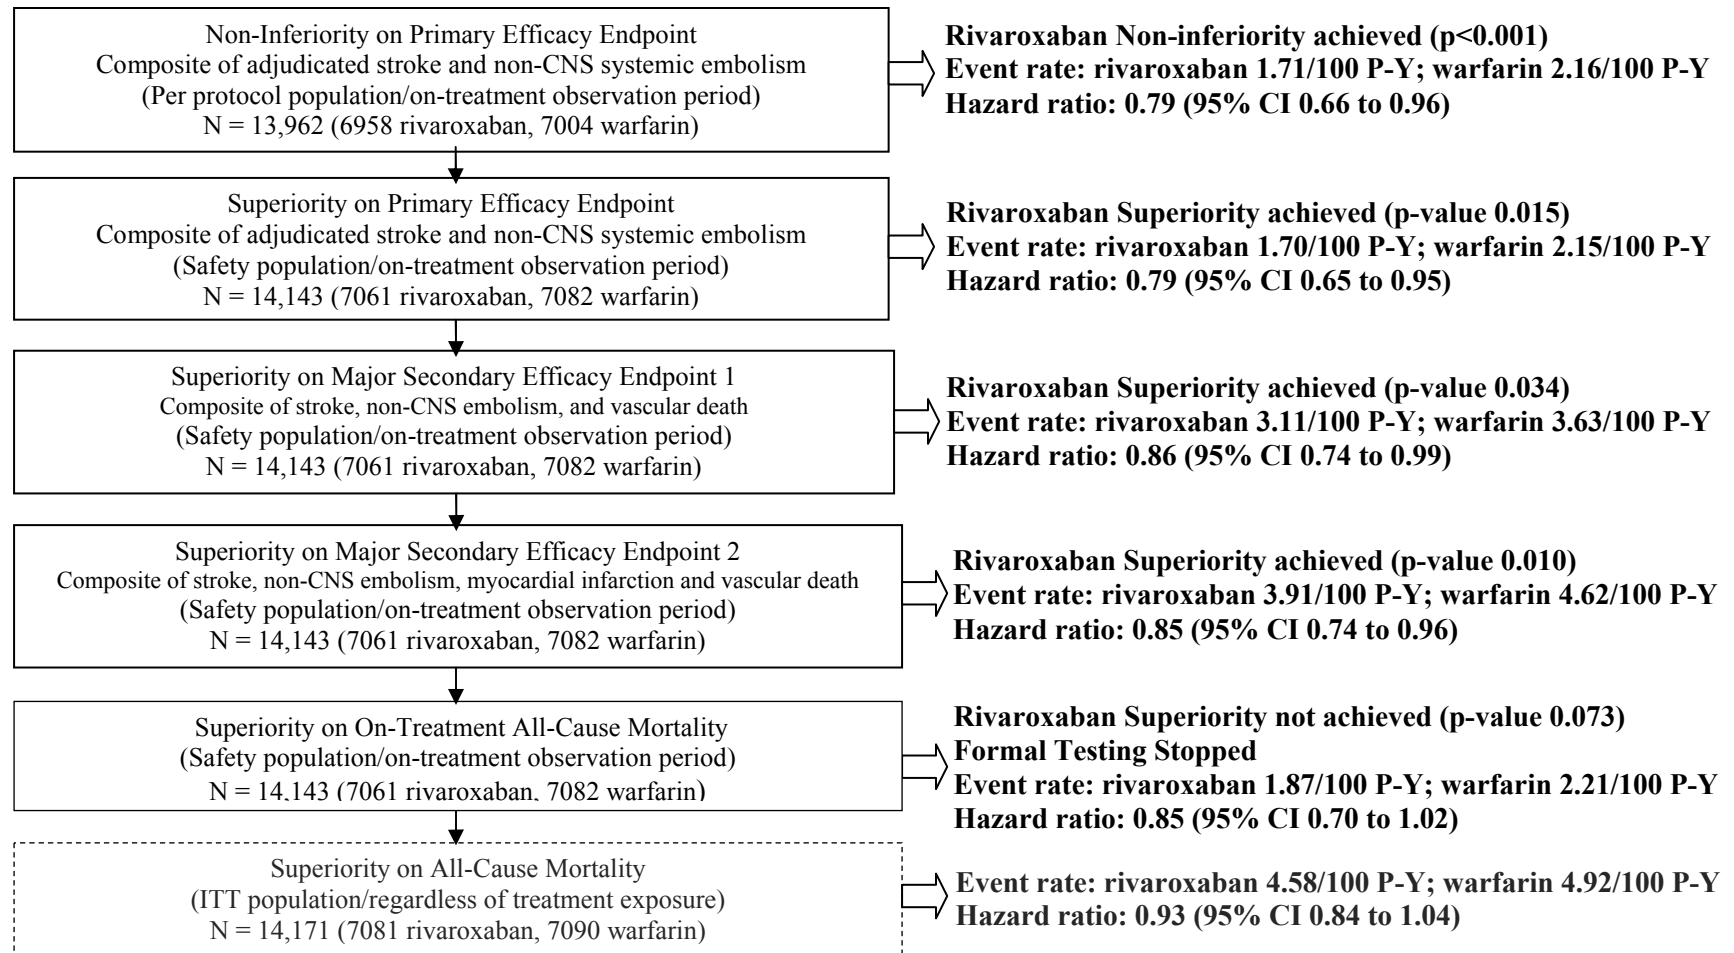 Non-Inferiority on Primary Efficacy Endpoint
Composite of adjudicated stroke and non-CNS systemic embolism
(Per protocol population/on-treatment observation period)
N = 13,962 (6958 rivaroxaban, 7004 warfarin)
Rivaroxaban Non-inferiority achieved (p<0.001)
Event rate: rivaroxaban 1.71/100 P-Y; warfarin 2.16/100 P-Y
Hazard ratio: 0.79 (95% CI 0.66 to 0.96)
Superiority on Primary Efficacy Endpoint
Composite of adjudicated stroke and non-CNS systemic embolism
(Safety population/on-treatment observation period)
N = 14,143 (7061 rivaroxaban, 7082 warfarin)
Rivaroxaban Superiority achieved (p-value 0.015)
Event rate: rivaroxaban 1.70/100 P-Y; warfarin 2.15/100 P-Y
Hazard ratio: 0.79 (95% CI 0.65 to 0.95)
Superiority on Major Secondary Efficacy Endpoint 1
Composite of stroke, non-CNS embolism, and vascular death
(Safety population/on-treatment observation period)
N = 14,143 (7061 rivaroxaban, 7082 warfarin)
Rivaroxaban Superiority achieved (p-value 0.034)
Event rate: rivaroxaban 3.11/100 P-Y; warfarin 3.63/100 P-Y
Hazard ratio: 0.86 (95% CI 0.74 to 0.99)
Superiority on Major Secondary Efficacy Endpoint 2
Composite of stroke, non-CNS embolism, myocardial infarction and vascular death
(Safety population/on-treatment observation period)
N = 14,143 (7061 rivaroxaban, 7082 warfarin)
Rivaroxaban Superiority achieved (p-value 0.010)
Event rate: rivaroxaban 3.91/100 P-Y; warfarin 4.62/100 P-Y
Hazard ratio: 0.85 (95% CI 0.74 to 0.96)
Superiority on On-Treatment All-Cause Mortality
(Safety population/on-treatment observation period)
N = 14,143 (7061 rivaroxaban, 7082 warfarin)
Rivaroxaban Superiority not achieved (p-value 0.073)
Formal Testing Stopped
Event rate: rivaroxaban 1.87/100 P-Y; warfarin 2.21/100 P-Y
Hazard ratio: 0.85 (95% CI 0.70 to 1.02)
Superiority on All-Cause Mortality
(ITT population/regardless of treatment exposure)
N = 14,171 (7081 rivaroxaban, 7090 warfarin)
Event rate: rivaroxaban 4.58/100 P-Y; warfarin 4.92/100 P-Y
Hazard ratio: 0.93 (95% CI 0.84 to 1.04)